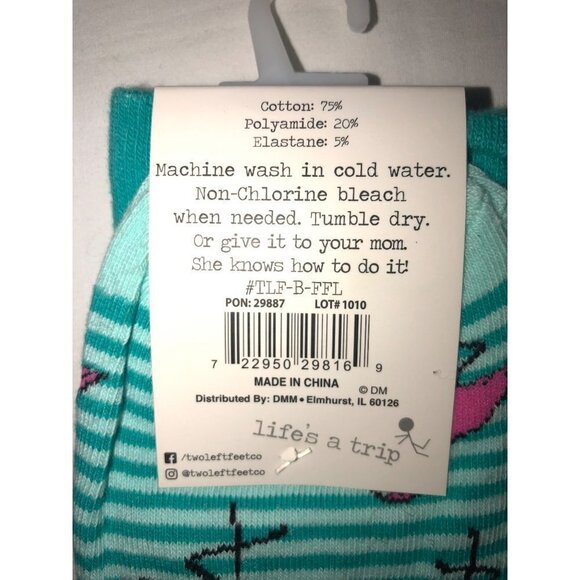 Cotton: 75%
Polyamide: 20%
Elastane: 5%
Machine wash in cold water.
Non-Chlorine bleach
when needed. Tumble dry.
Or give it to your mom.
She knows how to do it!
#TLF-B-FFL
PON: 29887 LOT# 1010
7 22950 29816 9
MADE IN CHINA © DM
Distributed By: DMM • Elmhurst, IL 60126
life's a trip
/twoleftfeetco
@twoleftfeetco